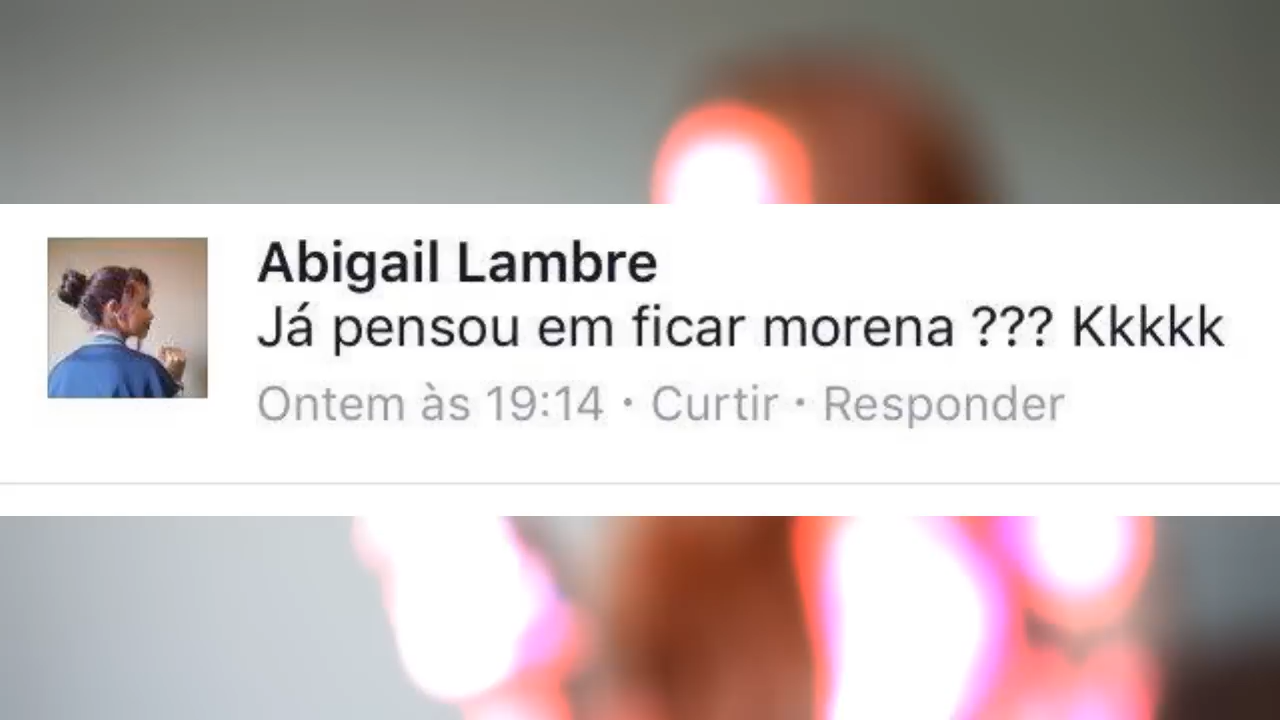 Abigail Lambre
Já pensou em ficar morena ??? Kkkkk
Ontem às 19:14 · Curtir · Responder